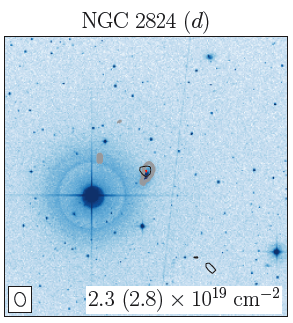 NGC 2824 (d)
2.3 (2.8) × 10¹⁹ cm⁻²